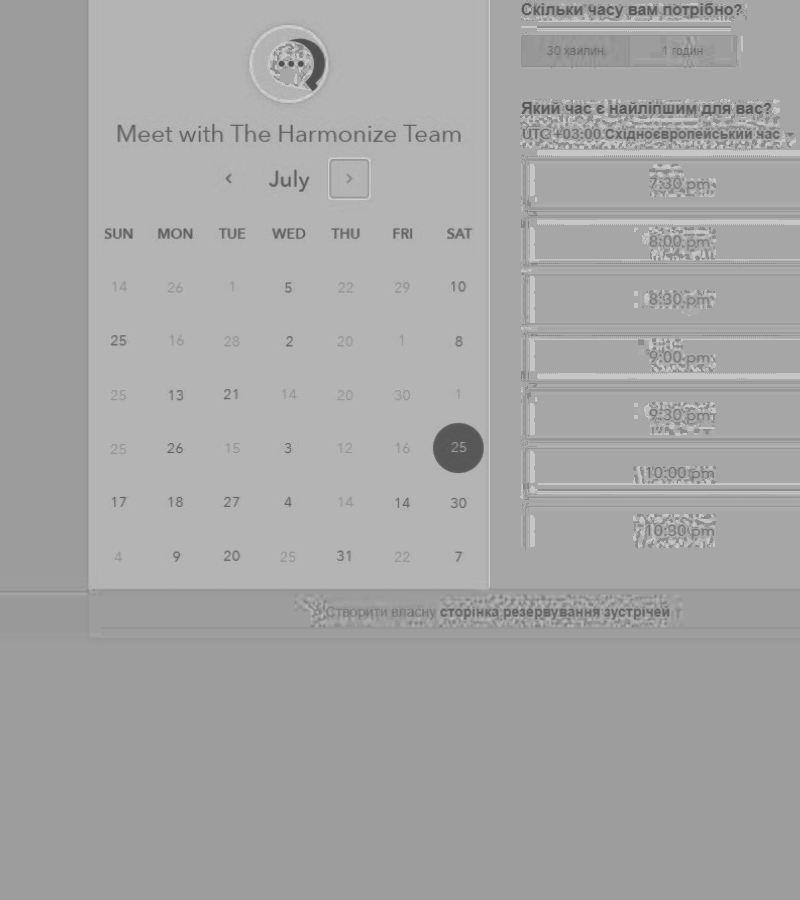 Meet with The Harmonize Team
July
SUN MON TUE WED THU FRI SAT
14 26 1 5 22 29 10
25 16 28 2 20 1 8
25 13 21 14 20 30 1
25 26 15 3 12 16 25
17 18 27 4 14 14 30
4 9 20 25 31 22 7
Скільки часу вам потрібно?
30 хвилин 1 годин
Який час є найліпшим для вас?
UTC +03:00 Східноєвропейський час
7:30 pm
8:00 pm
8:30 pm
9:00 pm
9:30 pm
10:00 pm
10:30 pm
Створити власну сторінка резервування зустрічей